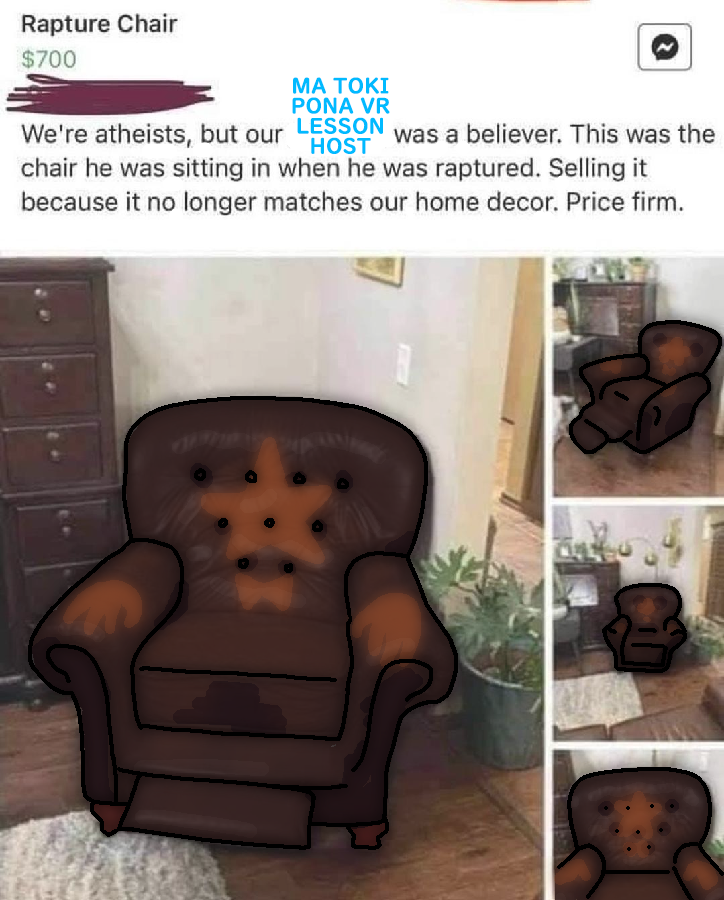 Rapture Chair
$700
We're atheists, but our MA TOKI PONA VR LESSON HOST was a believer. This was the
chair he was sitting in when he was raptured. Selling it
because it no longer matches our home decor. Price firm.